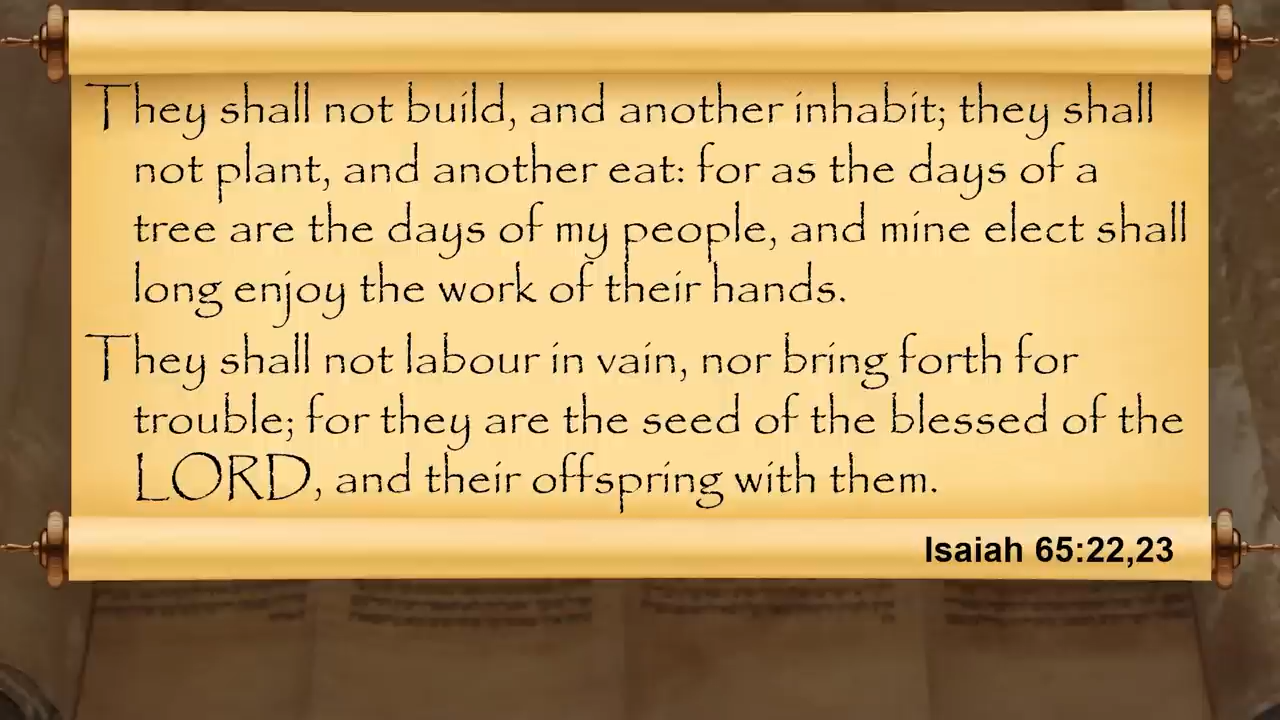 They shall not build, and another inhabit; they shall
not plant, and another eat: for as the days of a
tree are the days of my people, and mine elect shall
long enjoy the work of their hands.
They shall not labour in vain, nor bring forth for
trouble; for they are the seed of the blessed of the
LORD, and their offspring with them.
Isaiah 65:22,23